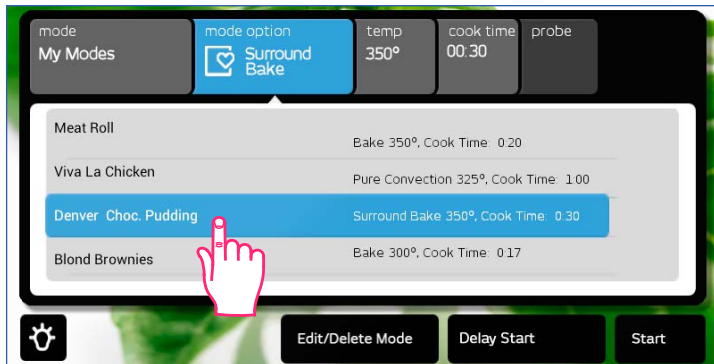 mode
My Modes
mode option
Surround
Bake
temp
350°
cook time
00:30
probe
Meat Roll
Bake 350°, Cook Time: 0:20
Viva La Chicken
Pure Convection 325°, Cook Time: 1:00
Denver Choc. Pudding
Surround Bake 350°, Cook Time: 0:30
Blond Brownies
Bake 300°, Cook Time: 0:17
Edit/Delete Mode
Delay Start
Start